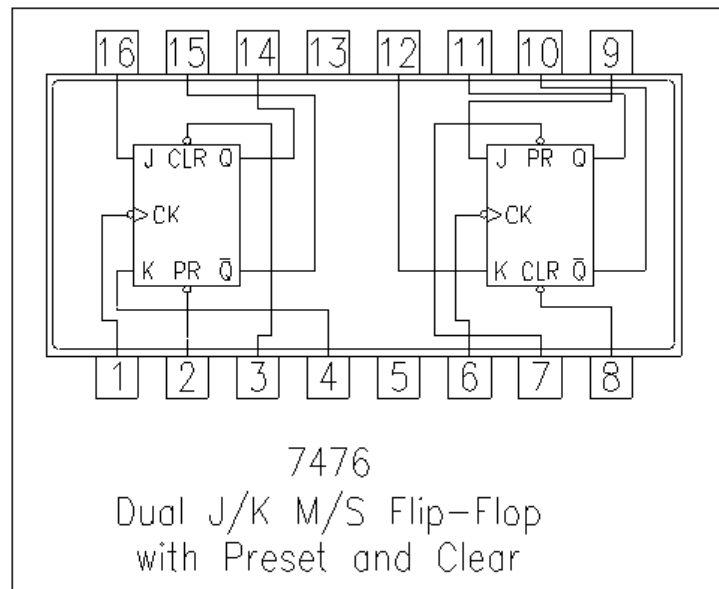 16 15 14 13 12 11 10 9
J CLR Q J PR Q
CK CK
K PR Q̅ K CLR Q̅
1 2 3 4 5 6 7 8
7476
Dual J/K M/S Flip-Flop
with Preset and Clear